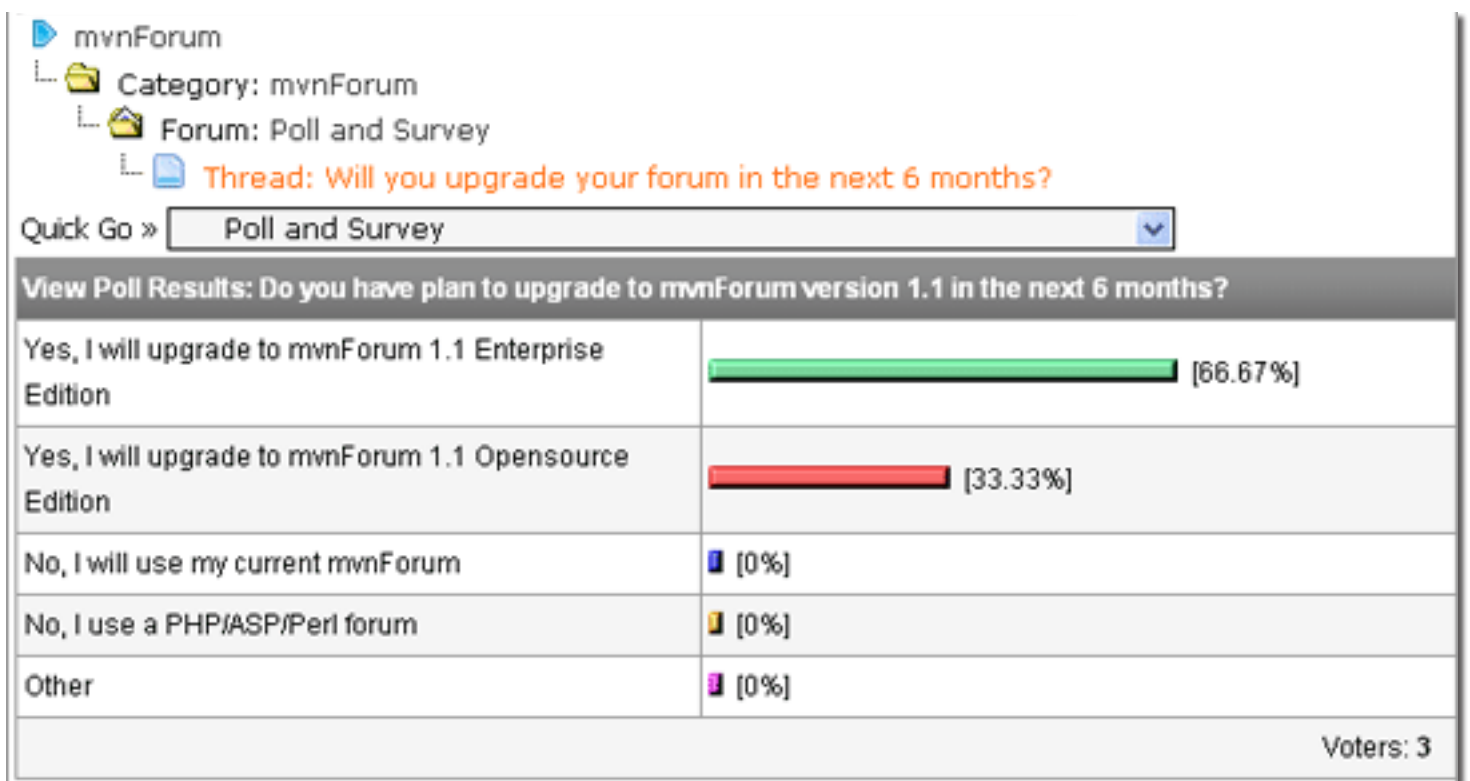 mvnForum
Category: mvnForum
Forum: Poll and Survey
Thread: Will you upgrade your forum in the next 6 months?
Quick Go » Poll and Survey
View Poll Results: Do you have plan to upgrade to mvnForum version 1.1 in the next 6 months?
Yes, I will upgrade to mvnForum 1.1 Enterprise
Edition
[66.67%]
Yes, I will upgrade to mvnForum 1.1 Opensource
Edition
[33.33%]
No, I will use my current mvnForum [0%]
No, I use a PHP/ASP/Perl forum [0%]
Other [0%]
Voters: 3